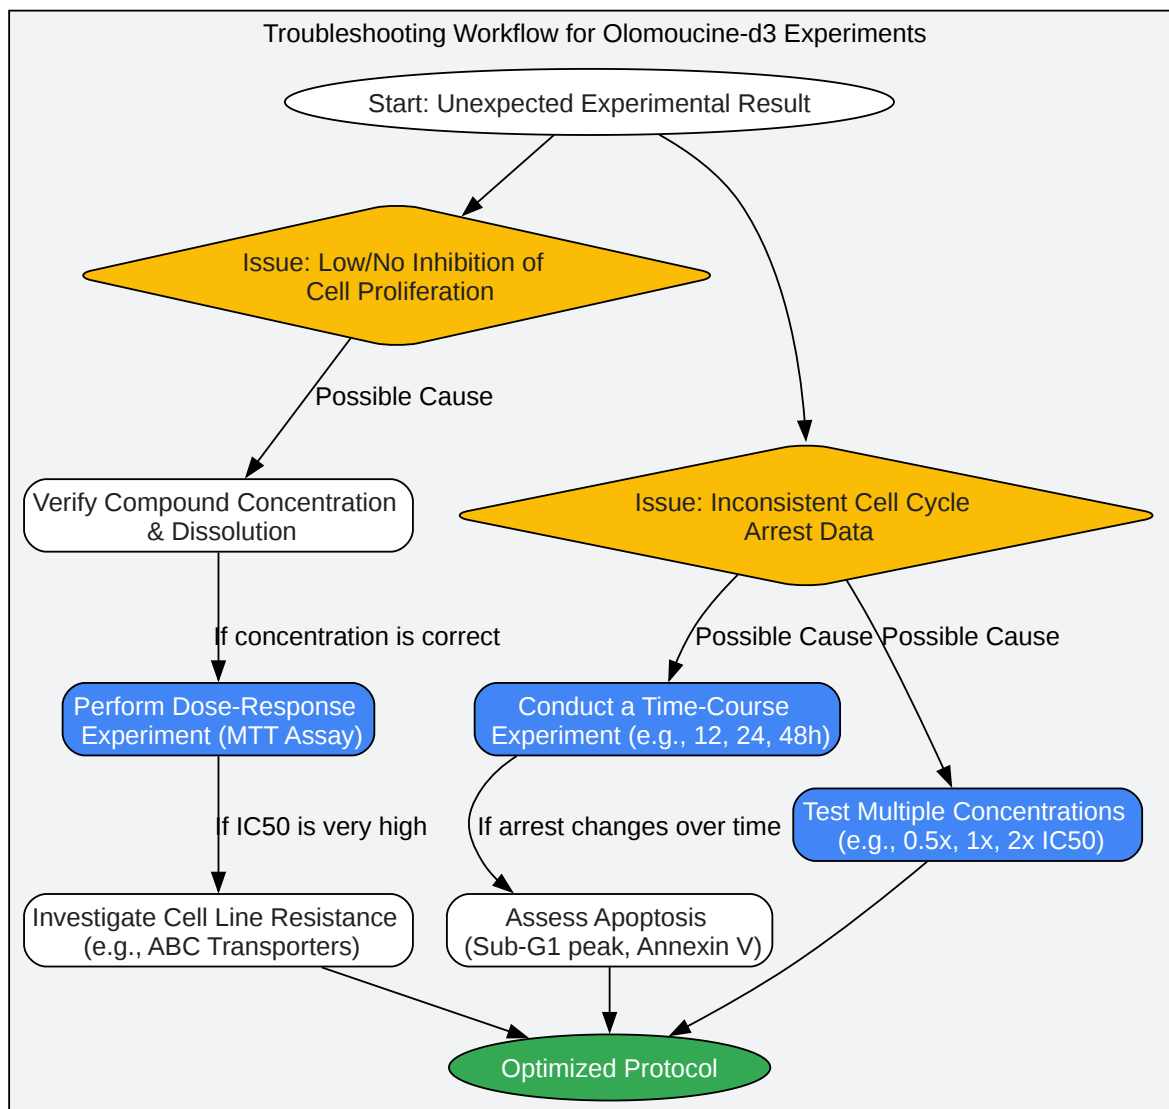 Troubleshooting Workflow for Olomoucine-d3 Experiments
Start: Unexpected Experimental Result
Issue: Low/No Inhibition of
Cell Proliferation
Possible Cause
Verify Compound Concentration
& Dissolution
Issue: Inconsistent Cell Cycle
Arrest Data
If concentration is correct
Possible Cause
Possible Cause
Perform Dose-Response
Experiment (MTT Assay)
Conduct a Time-Course
Experiment (e.g., 12, 24, 48h)
Test Multiple Concentrations
(e.g., 0.5x, 1x, 2x IC50)
If IC50 is very high
If arrest changes over time
Investigate Cell Line Resistance
(e.g., ABC Transporters)
Assess Apoptosis
(Sub-G1 peak, Annexin V)
Optimized Protocol